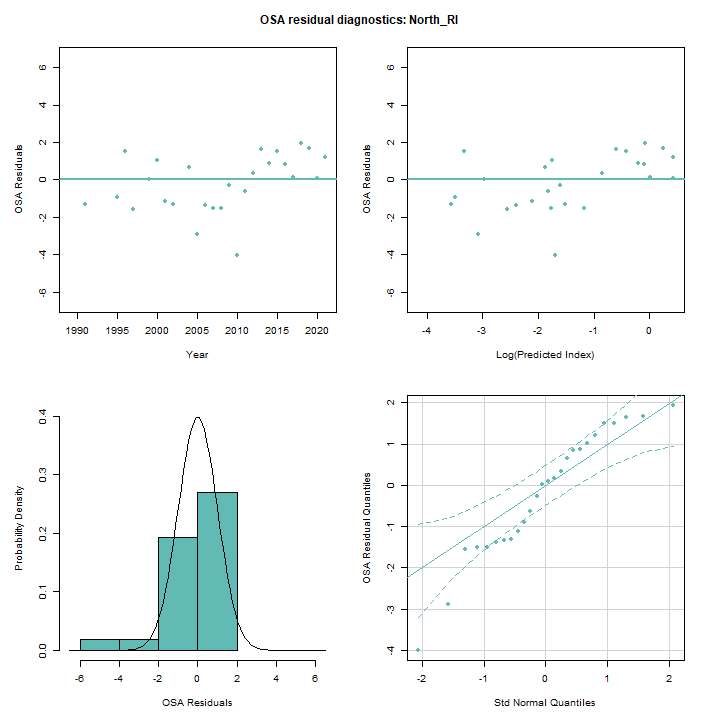 OSA residual diagnostics: North_RI
OSA Residuals
6
4
2
0
-2
-4
-6
1990 1995 2000 2005 2010 2015 2020
Year
OSA Residuals
6
4
2
0
-2
-4
-6
-4 -3 -2 -1 0
Log(Predicted Index)
Probability Density
0.4
0.3
0.2
0.1
0.0
-6 -4 -2 0 2 4 6
OSA Residuals
OSA Residual Quantiles
2
1
0
-1
-2
-3
-4
-2 -1 0 1 2
Std Normal Quantiles